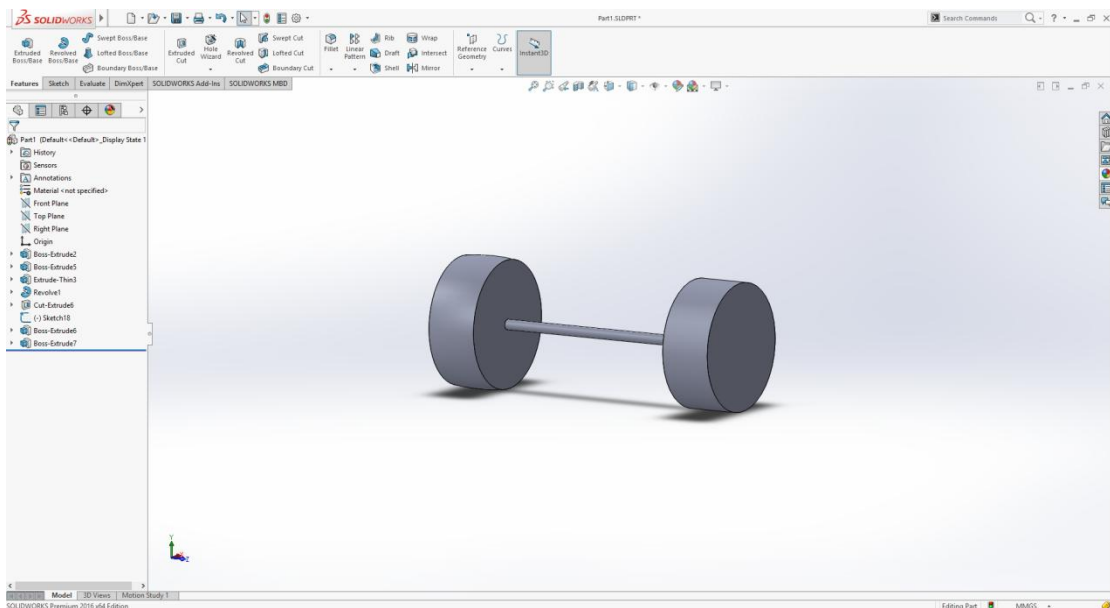 SOLIDWORKS
Part1.SLDPRT *
Search Commands
Extruded Boss/Base
Revolved Boss/Base
Swept Boss/Base
Lofted Boss/Base
Boundary Boss/Base
Extruded Cut
Hole Wizard
Revolved Cut
Swept Cut
Lofted Cut
Boundary Cut
Fillet
Linear Pattern
Rib
Draft
Shell
Wrap
Intersect
Mirror
Reference Geometry
Curves
Instant3D
Features Sketch Evaluate DimXpert SOLIDWORKS Add-Ins SOLIDWORKS MBD
Part1 (Default<<Default>_Display State 1
History
Sensors
Annotations
Material <not specified>
Front Plane
Top Plane
Right Plane
Origin
Boss-Extrude2
Boss-Extrude5
Extrude-Thin3
Revolve1
Cut-Extrude6
(-) Sketch18
Boss-Extrude6
Boss-Extrude7
Y
Z
Model 3D Views Motion Study 1
SOLIDWORKS Premium 2016 x64 Edition
Editing Part
MMGS